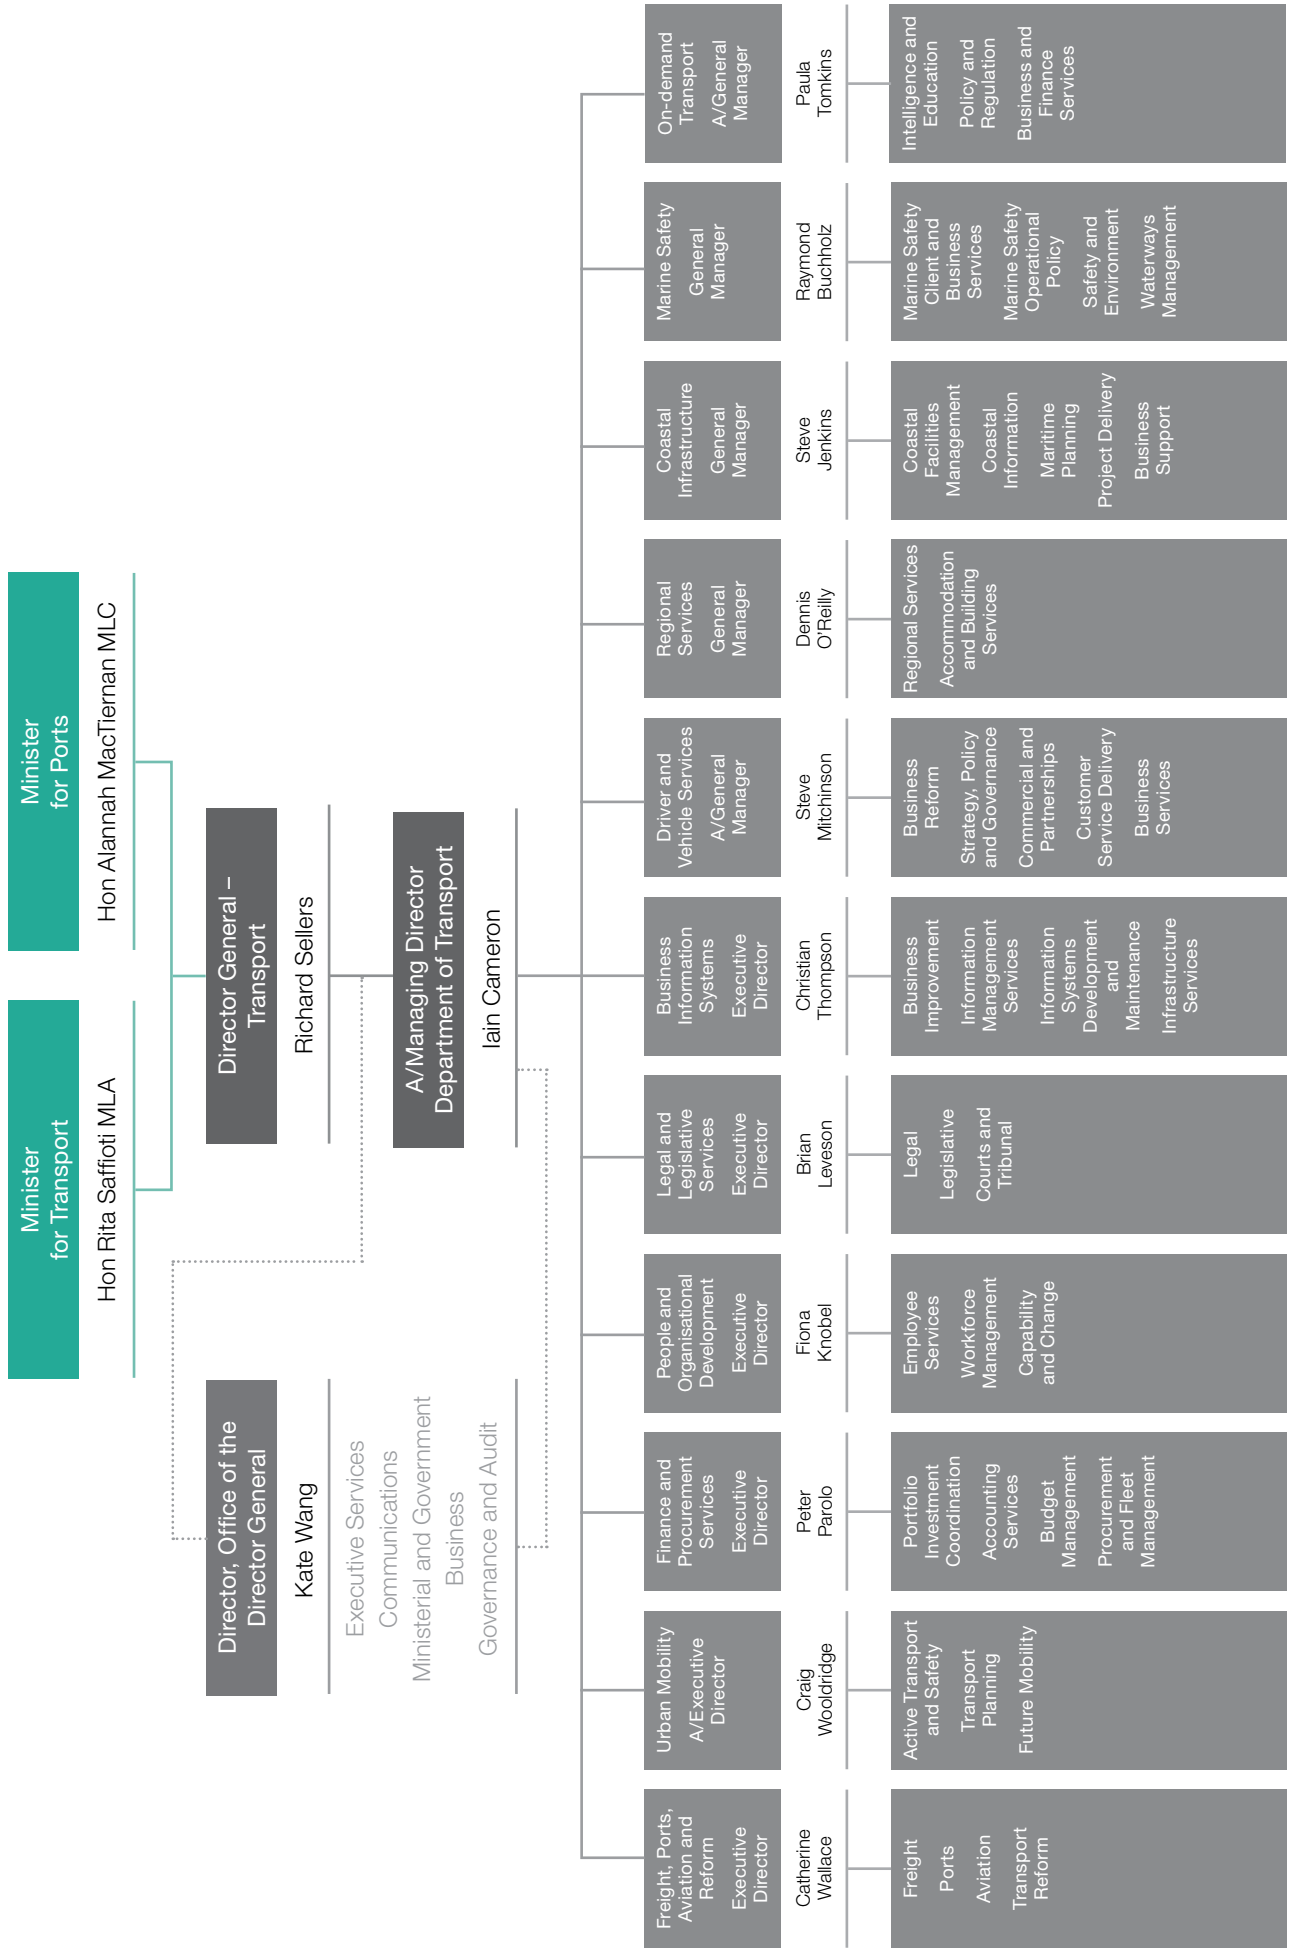 Minister
for Transport
Hon Rita Saffioti MLA
Minister
for Ports
Hon Alannah MacTiernan MLC
Director General –
Transport
Richard Sellers
Director, Office of the
Director General
Kate Wang
Executive Services
Communications
Ministerial and Government
Business
Governance and Audit
A/Managing Director
Department of Transport
Iain Cameron
Freight, Ports,
Aviation and
Reform
Executive
Director
Catherine
Wallace
Freight
Ports
Aviation
Transport
Reform
Urban Mobility
A/Executive
Director
Craig
Wooldridge
Active Transport
and Safety
Transport
Planning
Future Mobility
Finance and
Procurement
Services
Executive
Director
Peter
Parolo
Portfolio
Investment
Coordination
Accounting
Services
Budget
Management
Procurement
and Fleet
Management
People and
Organisational
Development
Executive
Director
Fiona
Knobel
Employee
Services
Workforce
Management
Capability
and Change
Legal and
Legislative
Services
Executive
Director
Brian
Leveson
Legal
Legislative
Courts and
Tribunal
Business
Information
Systems
Executive
Director
Christian
Thompson
Business
Improvement
Information
Management
Services
Information
Systems
Development
and
Maintenance
Infrastructure
Services
Driver and
Vehicle Services
A/General
Manager
Steve
Mitchinson
Business
Reform
Strategy, Policy
and Governance
Commercial and
Partnerships
Customer
Service Delivery
Business
Services
Regional
Services
General
Manager
Dennis
O'Reilly
Regional Services
Accommodation
and Building
Services
Coastal
Infrastructure
General
Manager
Steve
Jenkins
Coastal
Facilities
Management
Coastal
Information
Maritime
Planning
Project Delivery
Business
Support
Marine Safety
General
Manager
Raymond
Buchholz
Marine Safety
Client and
Business
Services
Marine Safety
Operational
Policy
Safety and
Environment
Waterways
Management
On-demand
Transport
A/General
Manager
Paula
Tomkins
Intelligence and
Education
Policy and
Regulation
Business and
Finance
Services